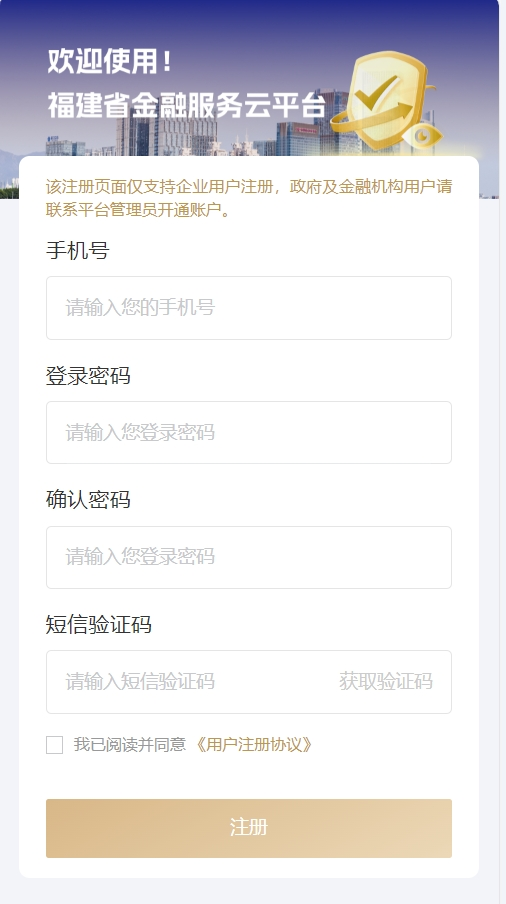 欢迎使用！
福建省金融服务云平台
该注册页面仅支持企业用户注册，政府及金融机构用户请
联系平台管理员开通账户。
手机号
请输入您的手机号
登录密码
请输入您登录密码
确认密码
请输入您登录密码
短信验证码
请输入短信验证码 获取验证码
我已阅读并同意《用户注册协议》
注册